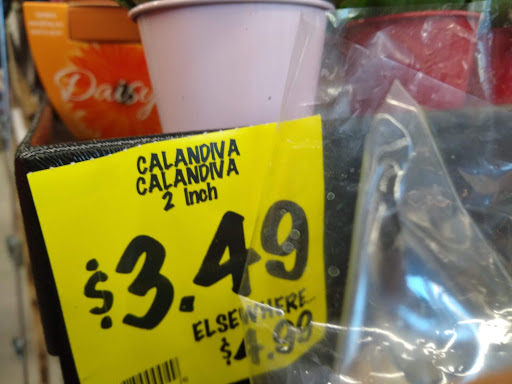 Daisy
CALANDIVA
CALANDIVA
2 Inch
$3.49
ELSEWHERE...
$4.99